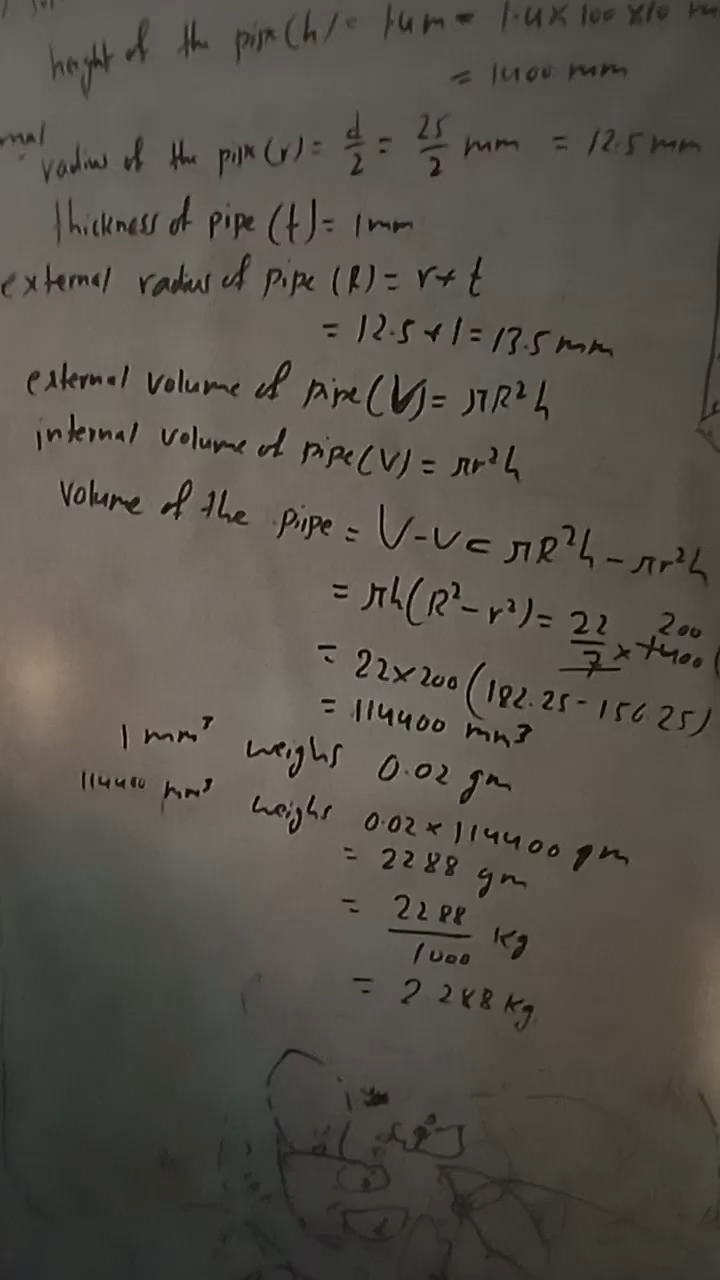 height of the pipe (h) = 1.4m = 1.4 × 100 × 10 m
= 1400 mm
radius of the pipe (r) = d/2 = 25/2 mm = 12.5 mm
thickness of pipe (t) = 1mm
external radius of pipe (R) = r + t
= 12.5 + 1 = 13.5 mm
external volume of pipe (V) = πR²h
internal volume of pipe (v) = πr²h
volume of the pipe = V - v = πR²h - πr²h
= πh(R² - r²) = 22/7 × 1400 200 (
= 22 × 200 (182.25 - 156.25)
= 114400 mm³
1 mm³ weighs 0.02 gm
114400 mm³ weighs 0.02 × 114400 gm
= 2288 gm
= 2288/1000 kg
= 2.288 kg